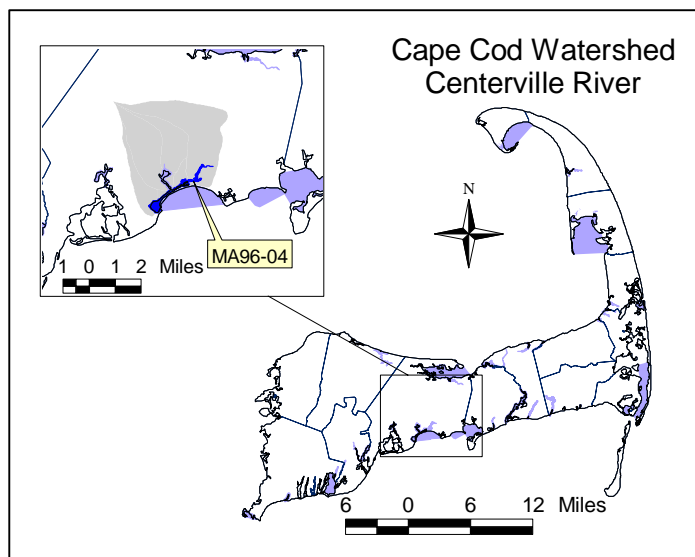 Cape Cod Watershed
Centerville River
N
MA96-04
1 0 1 2 Miles
6 0 6 12 Miles